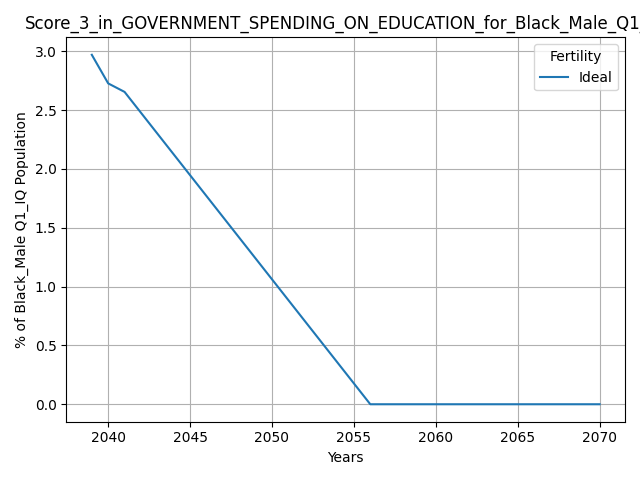 Score_3_in_GOVERNMENT_SPENDING_ON_EDUCATION_for_Black_Male_Q1_
Fertility
Ideal
% of Black_Male Q1_IQ Population
3.0
2.5
2.0
1.5
1.0
0.5
0.0
2040 2045 2050 2055 2060 2065 2070
Years